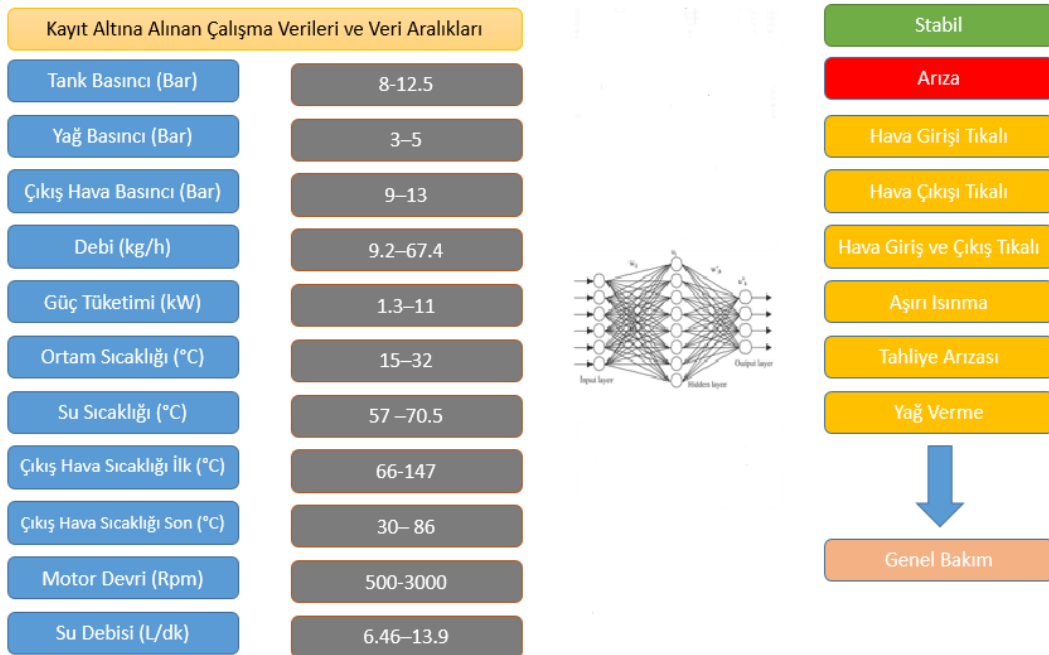 Kayıt Altına Alınan Çalışma Verileri ve Veri Aralıkları
Tank Basıncı (Bar)
8-12.5
Yağ Basıncı (Bar)
3–5
Çıkış Hava Basıncı (Bar)
9–13
Debi (kg/h)
9.2–67.4
Güç Tüketimi (kW)
1.3–11
Ortam Sıcaklığı (°C)
15–32
Su Sıcaklığı (°C)
57 –70.5
Çıkış Hava Sıcaklığı İlk (°C)
66-147
Çıkış Hava Sıcaklığı Son (°C)
30– 86
Motor Devri (Rpm)
500-3000
Su Debisi (L/dk)
6.46–13.9
Input layer
Hidden layer
Output layer
Stabil
Arıza
Hava Girişi Tıkalı
Hava Çıkışı Tıkalı
Hava Giriş ve Çıkış Tıkalı
Aşırı Isınma
Tahliye Arızası
Yağ Verme
Genel Bakım